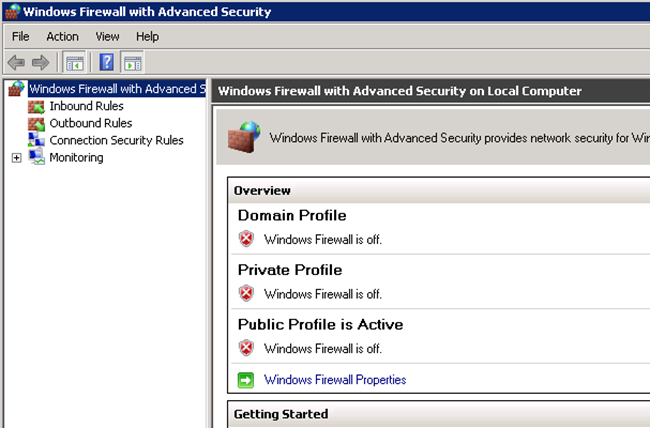 Windows Firewall with Advanced Security
File Action View Help
Windows Firewall with Advanced S
Inbound Rules
Outbound Rules
Connection Security Rules
Monitoring
Windows Firewall with Advanced Security on Local Computer
Windows Firewall with Advanced Security provides network security for Win
Overview
Domain Profile
Windows Firewall is off.
Private Profile
Windows Firewall is off.
Public Profile is Active
Windows Firewall is off.
Windows Firewall Properties
Getting Started